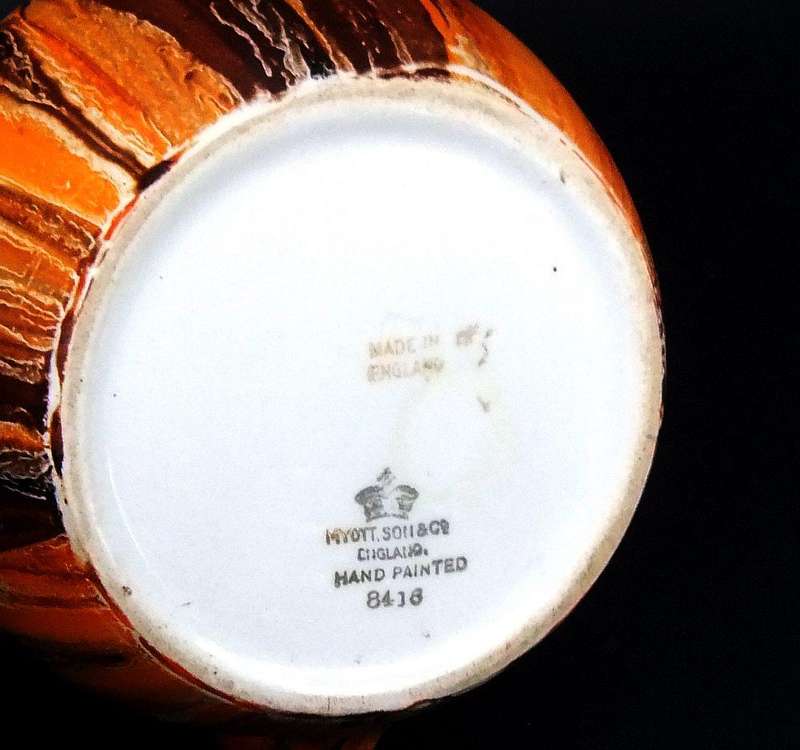 MADE IN
ENGLAND
MYOTT, SON & Co
ENGLAND.
HAND PAINTED
8416